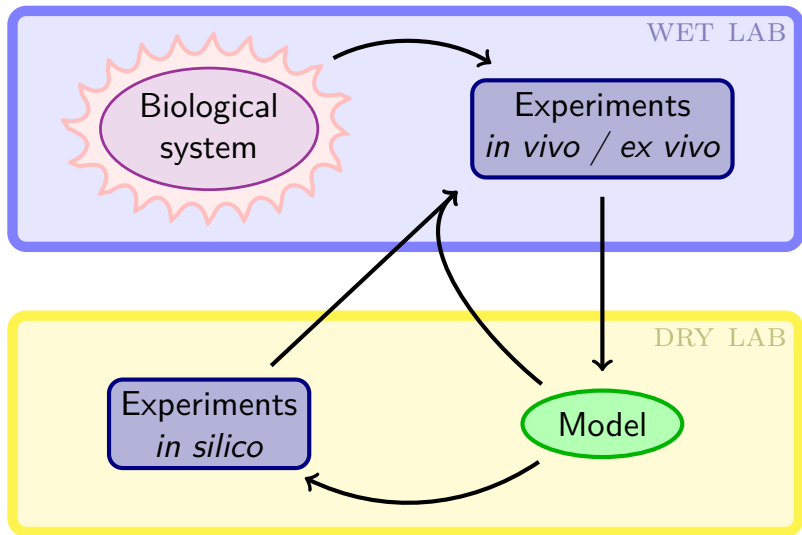 WET LAB
Biological
system
Experiments
in vivo / ex vivo
DRY LAB
Experiments
in silico
Model